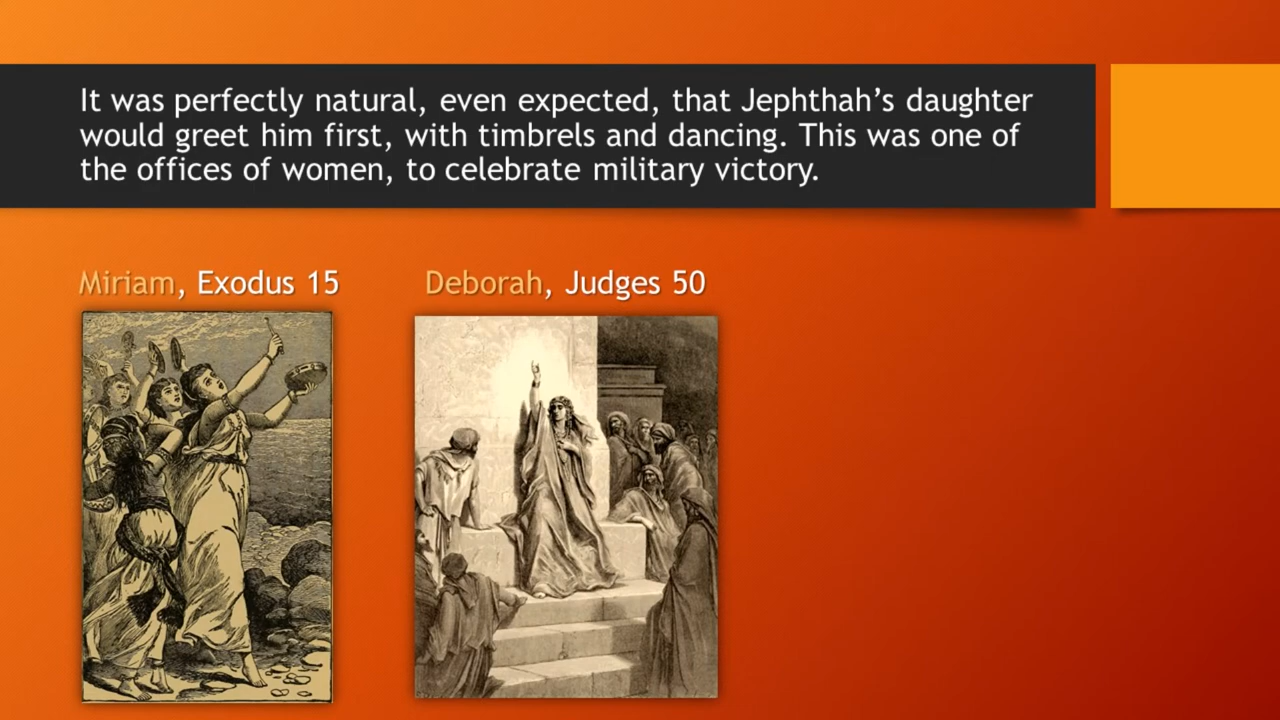 It was perfectly natural, even expected, that Jephthah’s daughter
would greet him first, with timbrels and dancing. This was one of
the offices of women, to celebrate military victory.
Miriam, Exodus 15
Deborah, Judges 50